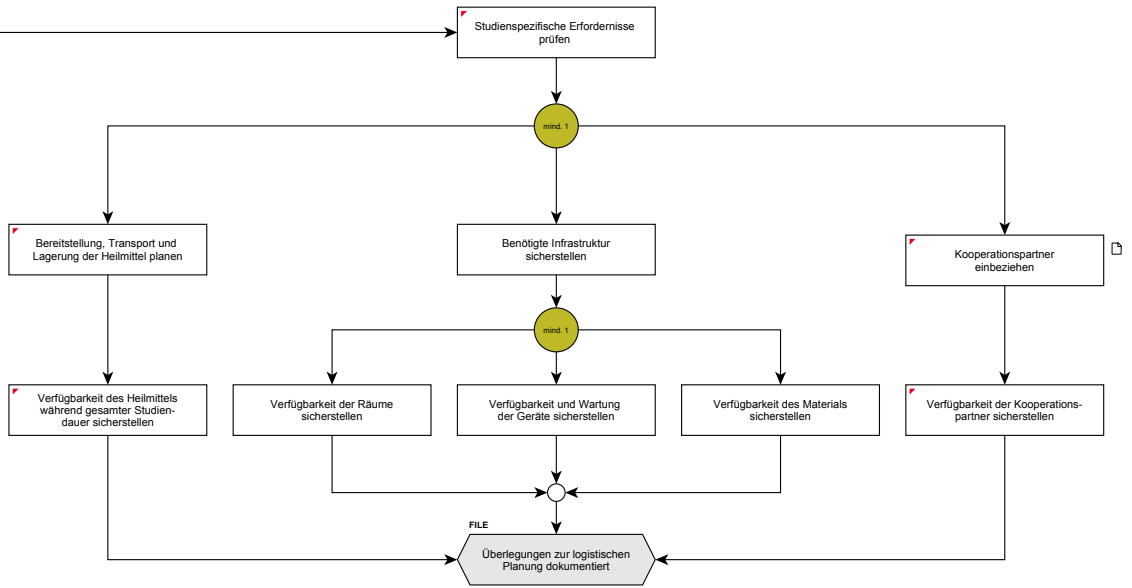 Studienspezifische Erfordernisse
prüfen
mind. 1
Bereitstellung, Transport und
Lagerung der Heilmittel planen
Benötigte Infrastruktur
sicherstellen
Kooperationspartner
einbeziehen
mind. 1
Verfügbarkeit des Heilmittels
während gesamter Studien-
dauer sicherstellen
Verfügbarkeit der Räume
sicherstellen
Verfügbarkeit und Wartung
der Geräte sicherstellen
Verfügbarkeit des Materials
sicherstellen
Verfügbarkeit der Kooperations-
partner sicherstellen
FILE
Überlegungen zur logistischen
Planung dokumentiert